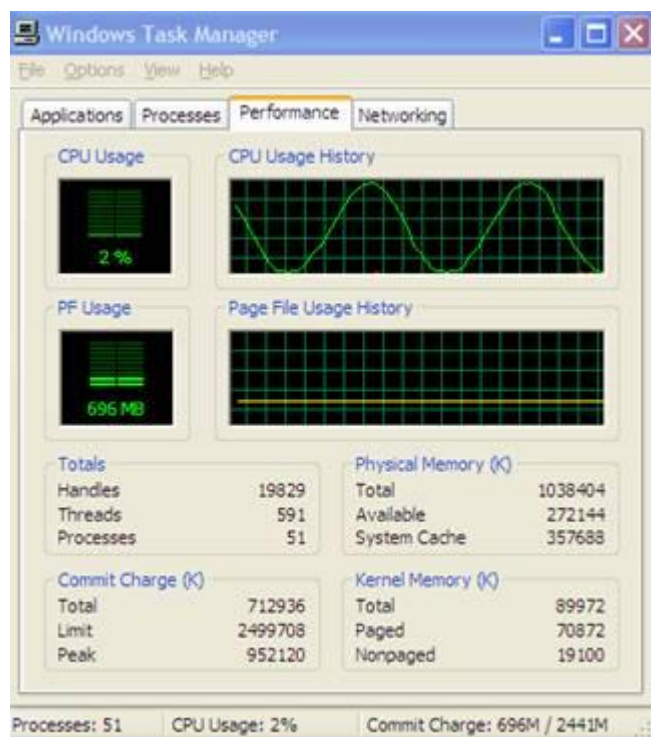 Windows Task Manager
File Options View Help
Applications Processes Performance Networking
CPU Usage CPU Usage History
2 %
PF Usage Page File Usage History
696 MB
Totals
Handles 19829
Threads 591
Processes 51
Physical Memory (K)
Total 1038404
Available 272144
System Cache 357688
Commit Charge (K)
Total 712936
Limit 2499708
Peak 952120
Kernel Memory (K)
Total 89972
Paged 70872
Nonpaged 19100
Processes: 51 CPU Usage: 2% Commit Charge: 696M / 2441M